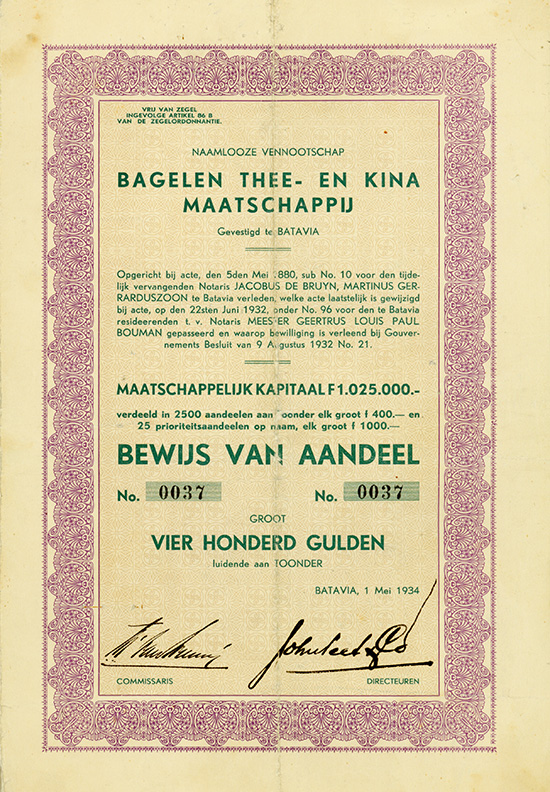 VRIJ VAN ZEGEL
INGEVOLGE ARTIKEL 86 B
VAN DE ZEGELORDONNANTIE.
NAAMLOOZE VENNOOTSCHAP
BAGELEN THEE- EN KINA
MAATSCHAPPIJ
Gevestigd te BATAVIA
Opgericht bij acte, den 5den Mei 1880, sub No. 10 voor den tijde-
lijk vervangenden Notaris JACOBUS DE BRUYN, MARTINUS GER-
RARDUSZOON te Batavia verleden, welke acte laatstelijk is gewijzigd
bij acte, op den 22sten Juni 1932, onder No. 96 voor den te Batavia
resideerenden t. v. Notaris MEESTER GEERTRUS LOUIS PAUL
BOUMAN gepasseerd en waarop bewilliging is verleend bij Gouver-
nements Besluit van 9 Augustus 1932 No. 21.
MAATSCHAPPELIJK KAPITAAL F 1.025.000.-
verdeeld in 2500 aandeelen aan toonder elk groot f 400.— en
25 prioriteitsaandeelen op naam, elk groot f 1000.—
BEWIJS VAN AANDEEL
No. 0037 No. 0037
GROOT
VIER HONDERD GULDEN
luidende aan TOONDER
BATAVIA, 1 Mei 1934
COMMISSARIS DIRECTEUREN